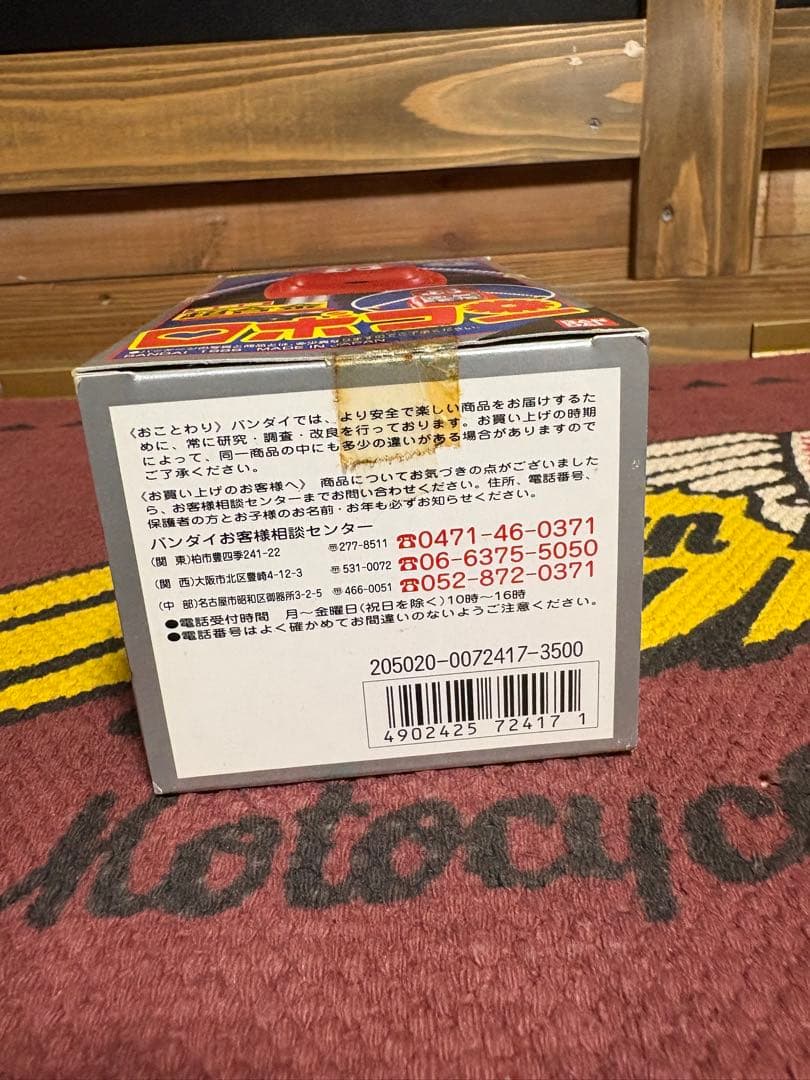 ロボコン
BANDAI 1998 MADE IN JAPAN
《おことわり》バンダイでは、より安全で楽しい商品をお届けするた
めに、常に研究・調査・改良を行っております。お買い上げの時期
によって、同一商品の中にも多少の違いがある場合がありますので
ご了承ください。
《お買い上げのお客様へ》 商品についてお気づきの点がございました
ら、お客様相談センターまでお問い合わせください。住所、電話番号、
保護者の方とお子様のお名前・お年も必ずお知らせください。
バンダイお客様相談センター
(関 東)柏市豊四季241-22 〠277-8511 ☎0471-46-0371
(関 西)大阪市北区豊崎4-12-3 〠531-0072 ☎06-6375-5050
(中 部)名古屋市昭和区御器所3-2-5 〠466-0051 ☎052-872-0371
●電話受付時間 月〜金曜日(祝日を除く)10時〜16時
●電話番号はよく確かめてお間違いのないようご注意ください。
205020-0072417-3500
4902425 72417 1
Motocyc